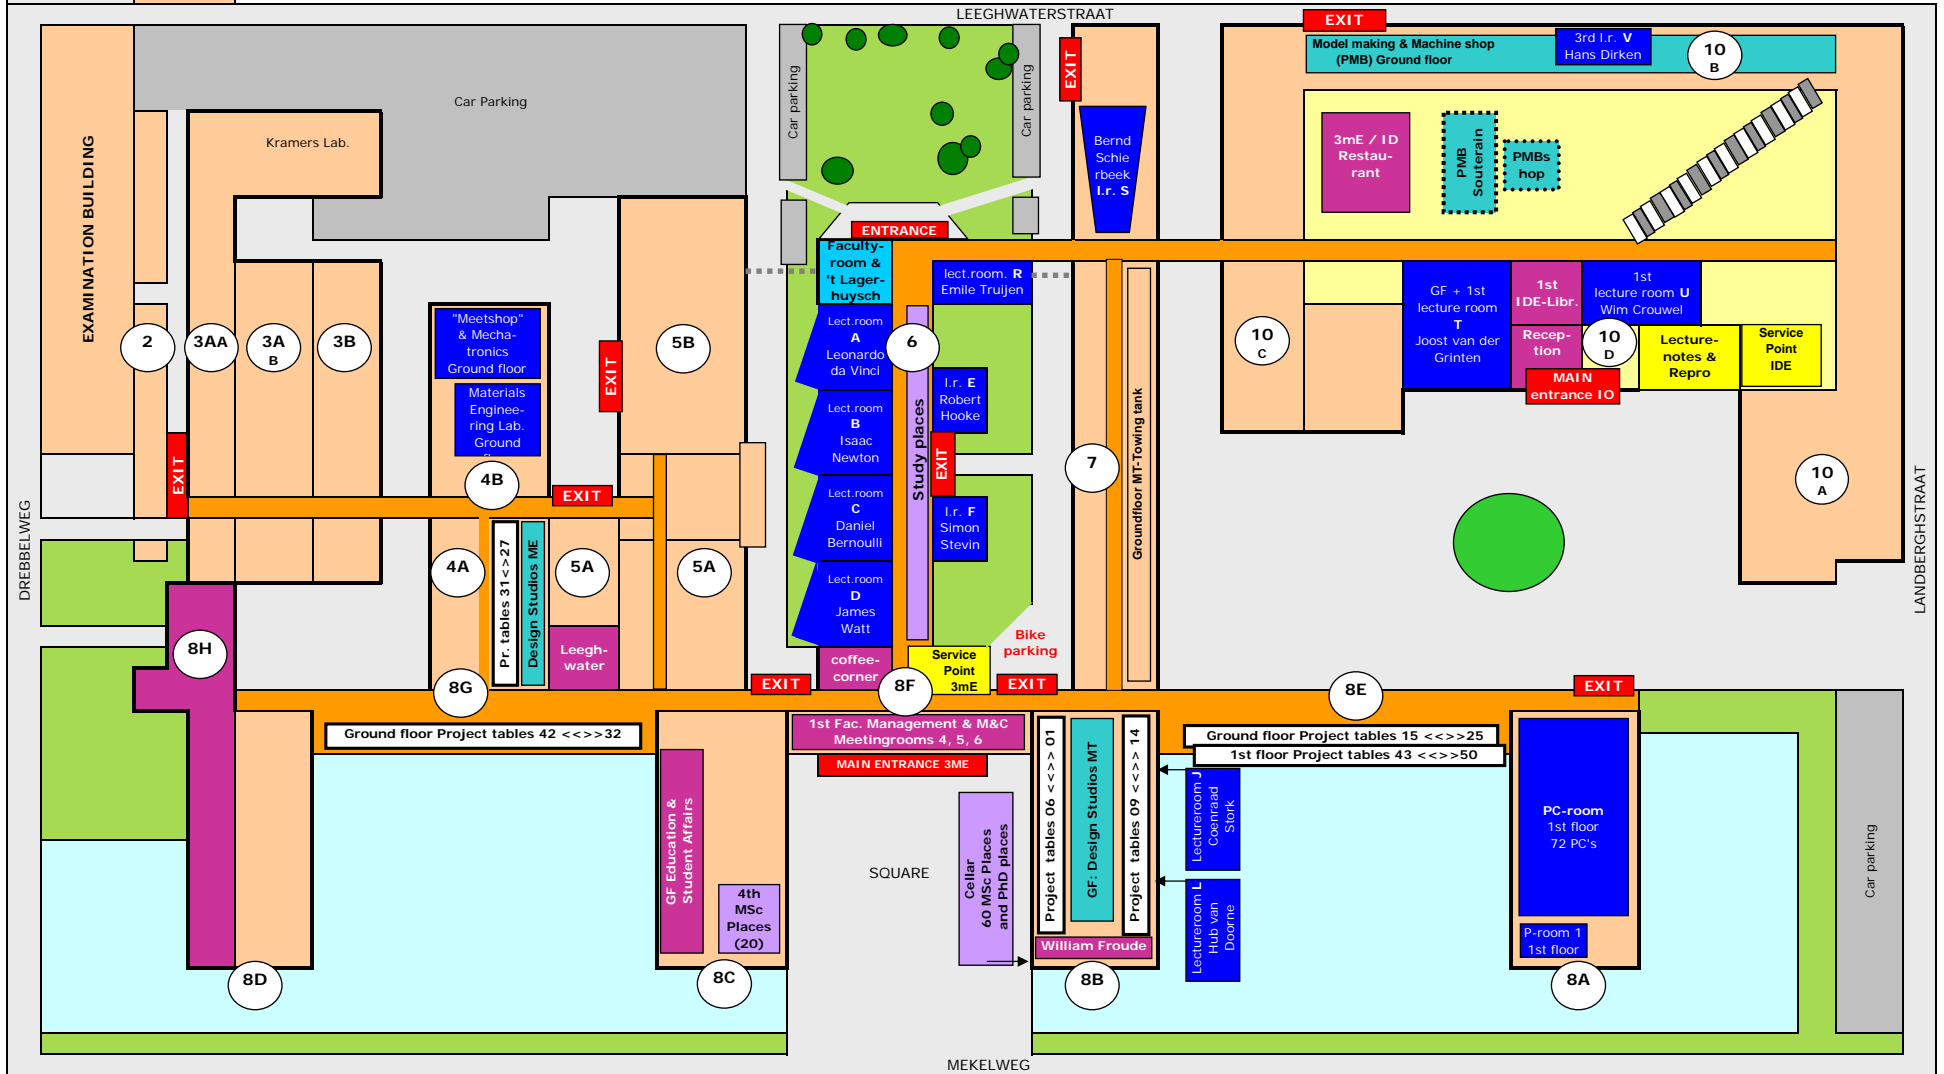 LEEGHWATERSTRAAT
EXIT
Model making & Machine shop
(PMB) Ground floor
3rd l.r. V
Hans Dirken
10
B
Car Parking
Car parking
Car parking
EXIT
EXAMINATION BUILDING
Kramers Lab.
Bernd
Schie
rbeek
l.r. S
3mE / ID
Restau-
rant
PMB
Souterain
PMBs
hop
ENTRANCE
Faculty-
room &
't Lager-
huysch
lect.room. R
Emile Truijen
GF + 1st
lecture room
T
Joost van der
Grinten
1st
IDE-Libr.
1st
lecture room U
Wim Crouwel
Recep-
tion
10
D
Lecture-
notes &
Repro
Service
Point
IDE
MAIN
entrance IO
10
C
2
3AA
3A
B
3B
"Meetshop"
& Mecha-
tronics
Ground floor
Materials
Enginee-
ring Lab.
Ground
EXIT
5B
Lect.room
A
Leonardo
da Vinci
6
Study places
l.r. E
Robert
Hooke
Lect.room
B
Isaac
Newton
EXIT
7
Groundfloor MT-Towing tank
10
A
EXIT
4B
EXIT
Lect.room
C
Daniel
Bernoulli
l.r. F
Simon
Stevin
DREBBELWEG
LANDBERGHSTRAAT
4A
Pr. tables 31<>27
Design Studios ME
5A
5A
Lect.room
D
James
Watt
Leegh-
water
8H
coffee-
corner
Service
Point
3mE
Bike
parking
8G
EXIT
8F
EXIT
8E
EXIT
Ground floor Project tables 42 <<>>32
1st Fac. Management & M&C
Meetingrooms 4, 5, 6
MAIN ENTRANCE 3ME
Project tables 06 <<>> 01
GF: Design Studios MT
Project tables 09 <<>> 14
Ground floor Project tables 15 <<>>25
1st floor Project tables 43 <<>>50
GF Education &
Student Affairs
4th
MSc
Places
(20)
SQUARE
Cellar
60 MSc Places
and PhD places
Lectureroom J
Coenraad
Stork
Lectureroom L
Hub van
Doorne
William Froude
PC-room
1st floor
72 PC's
P-room 1
1st floor
Car parking
8D
8C
8B
8A
MEKELWEG